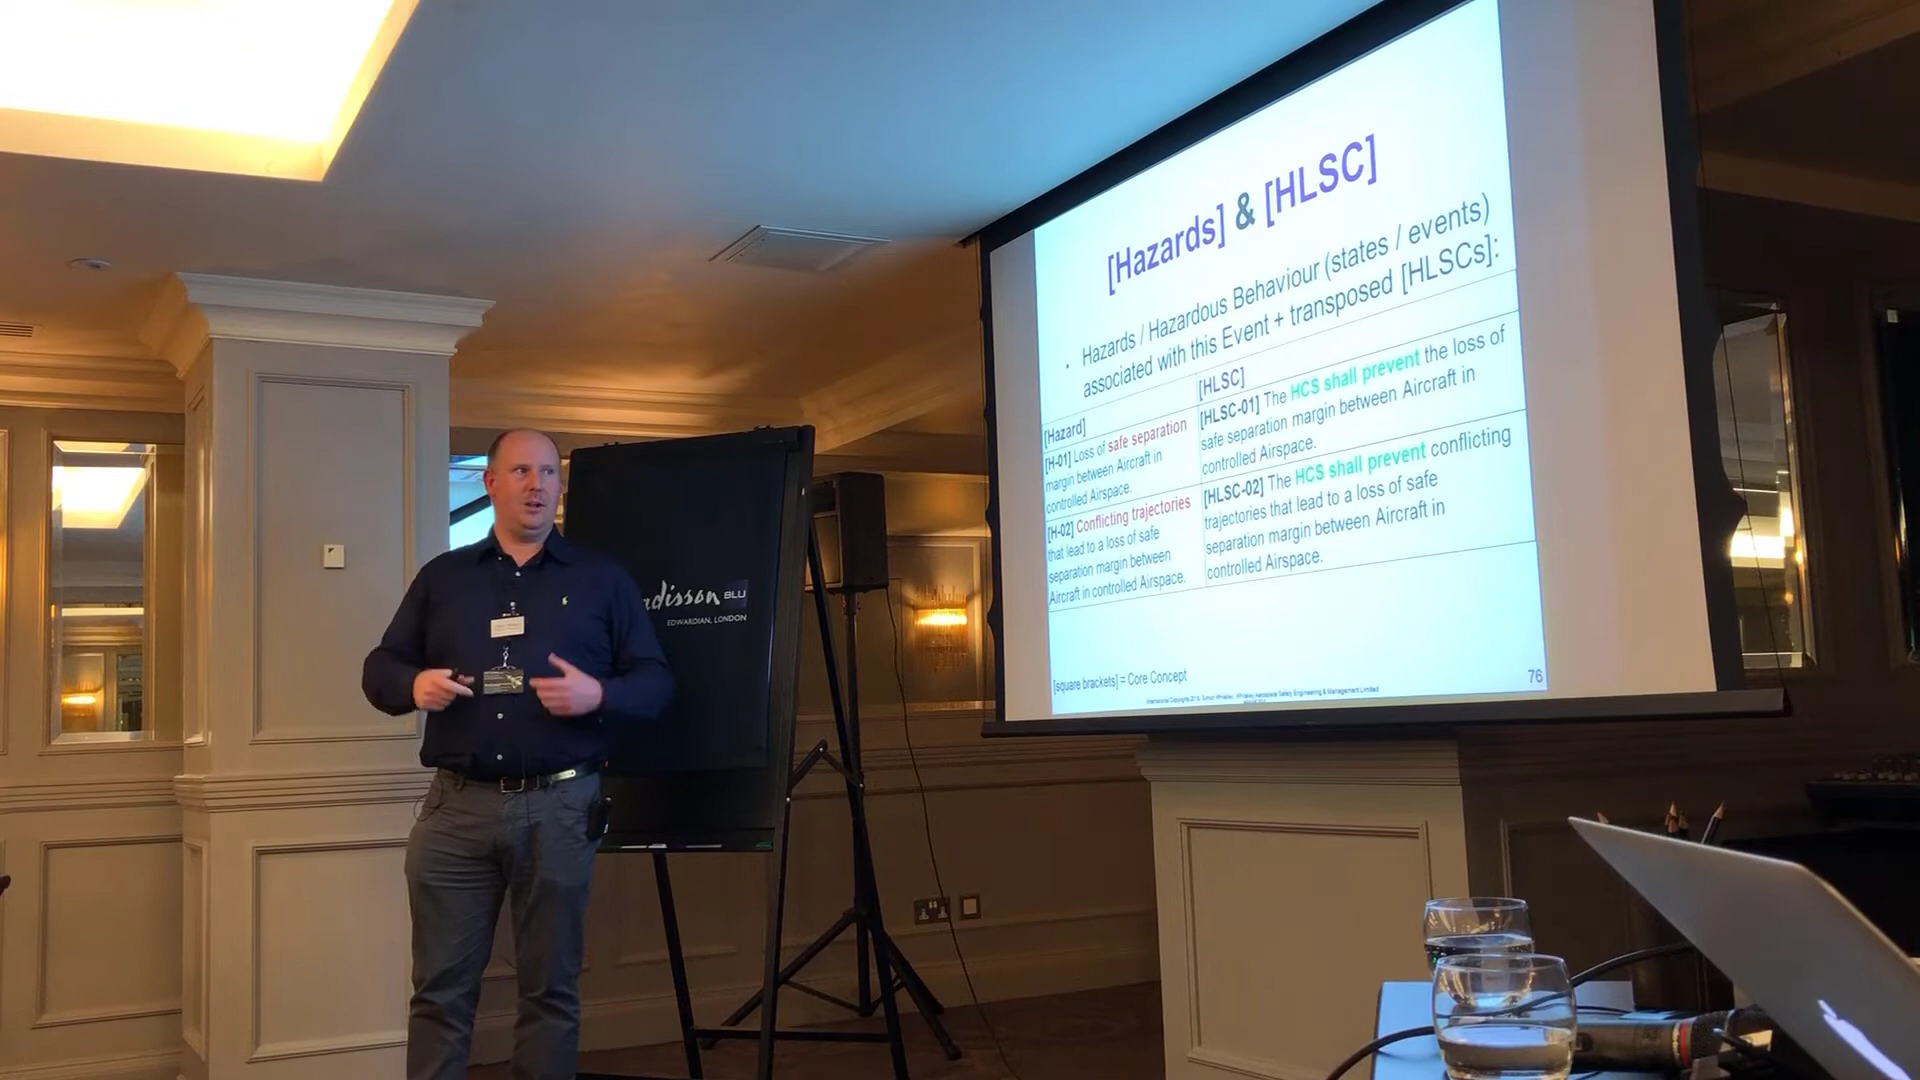 [Hazards] & [HLSC]
• Hazards / Hazardous Behaviour (states / events)
associated with this Event + transposed [HLSCs]:
[Hazard]
[HLSC]
[H-01] Loss of safe separation
margin between Aircraft in
controlled Airspace.
[HLSC-01] The HCS shall prevent the loss of
safe separation margin between Aircraft in
controlled Airspace.
[H-02] Conflicting trajectories
that lead to a loss of safe
separation margin between
Aircraft in controlled Airspace.
[HLSC-02] The HCS shall prevent conflicting
trajectories that lead to a loss of safe
separation margin between Aircraft in
controlled Airspace.
[square brackets] = Core Concept
76
adisson BLU
EDWARDIAN, LONDON